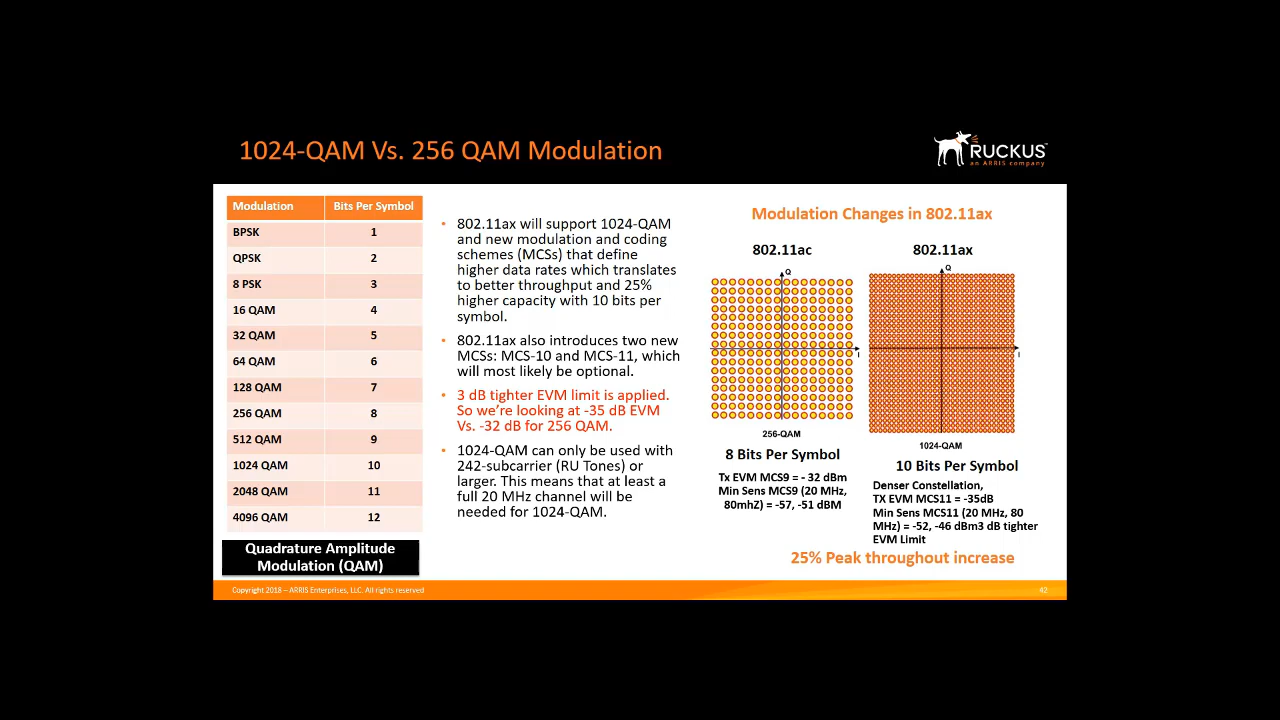 1024-QAM Vs. 256 QAM Modulation
RUCKUS™
an ARRIS company
Modulation Bits Per Symbol
BPSK 1
QPSK 2
8 PSK 3
16 QAM 4
32 QAM 5
64 QAM 6
128 QAM 7
256 QAM 8
512 QAM 9
1024 QAM 10
2048 QAM 11
4096 QAM 12
Quadrature Amplitude
Modulation (QAM)
802.11ax will support 1024-QAM
and new modulation and coding
schemes (MCSs) that define
higher data rates which translates
to better throughput and 25%
higher capacity with 10 bits per
symbol.
802.11ax also introduces two new
MCSs: MCS-10 and MCS-11, which
will most likely be optional.
3 dB tighter EVM limit is applied.
So we're looking at -35 dB EVM
Vs. -32 dB for 256 QAM.
1024-QAM can only be used with
242-subcarrier (RU Tones) or
larger. This means that at least a
full 20 MHz channel will be
needed for 1024-QAM.
Modulation Changes in 802.11ax
802.11ac
Q
I
256-QAM
8 Bits Per Symbol
Tx EVM MCS9 = - 32 dBm
Min Sens MCS9 (20 MHz,
80mhZ) = -57, -51 dBM
802.11ax
Q
I
1024-QAM
10 Bits Per Symbol
Denser Constellation,
TX EVM MCS11 = -35dB
Min Sens MCS11 (20 MHz, 80
MHz) = -52, -46 dBm3 dB tighter
EVM Limit
25% Peak throughout increase
Copyright 2018 – ARRIS Enterprises, LLC. All rights reserved
42